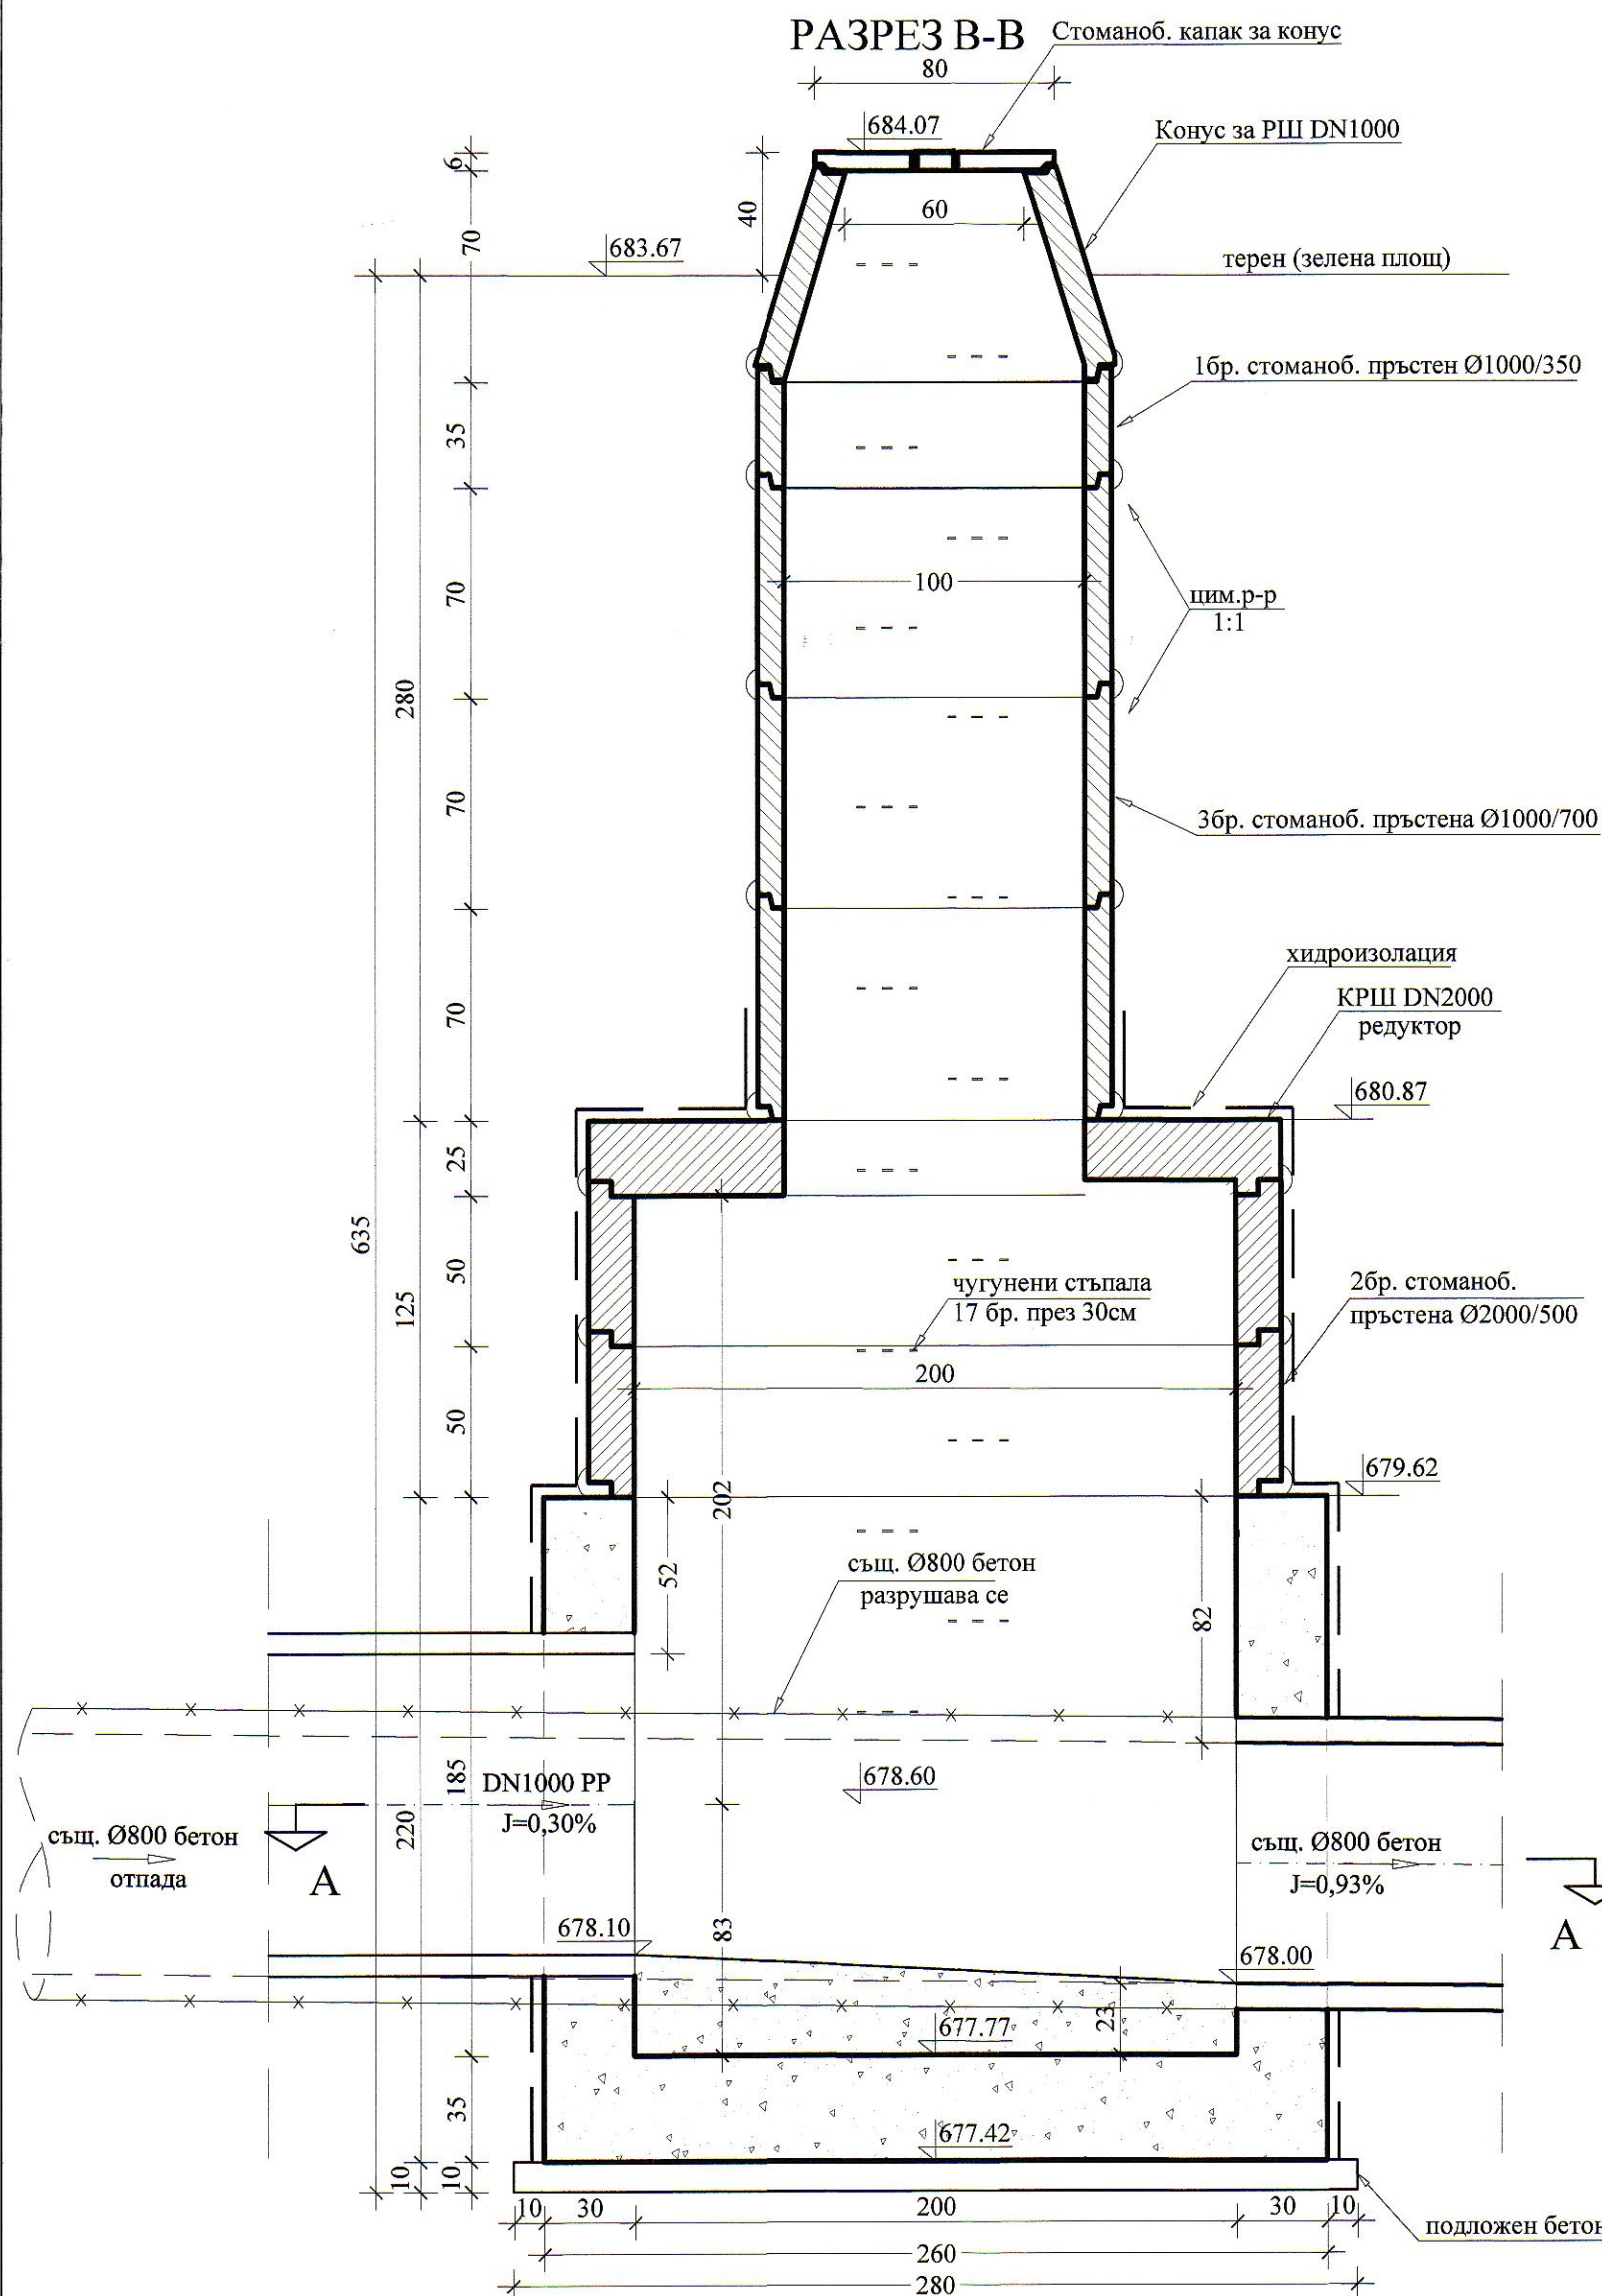 РАЗРЕЗ В-В
Стоманоб. капак за конус
80
684.07
Конус за РШ DN1000
6
40
60
70
683.67
терен (зелена площ)
1бр. стоманоб. пръстен Ø1000/350
35
70
100
цим.р-р
1:1
280
70
3бр. стоманоб. пръстена Ø1000/700
хидроизолация
КРШ DN2000
редуктор
70
680.87
25
635
50
125
чугунени стъпала
17 бр. през 30см
2бр. стоманоб.
пръстена Ø2000/500
200
50
679.62
202
52
същ. Ø800 бетон
разрушава се
82
185
DN1000 PP
J=0,30%
678.60
220
същ. Ø800 бетон
отпада
А
същ. Ø800 бетон
J=0,93%
А
678.10
83
678.00
23
677.77
35
677.42
10
10
10
30
200
30
10
подложен бетон
260
280